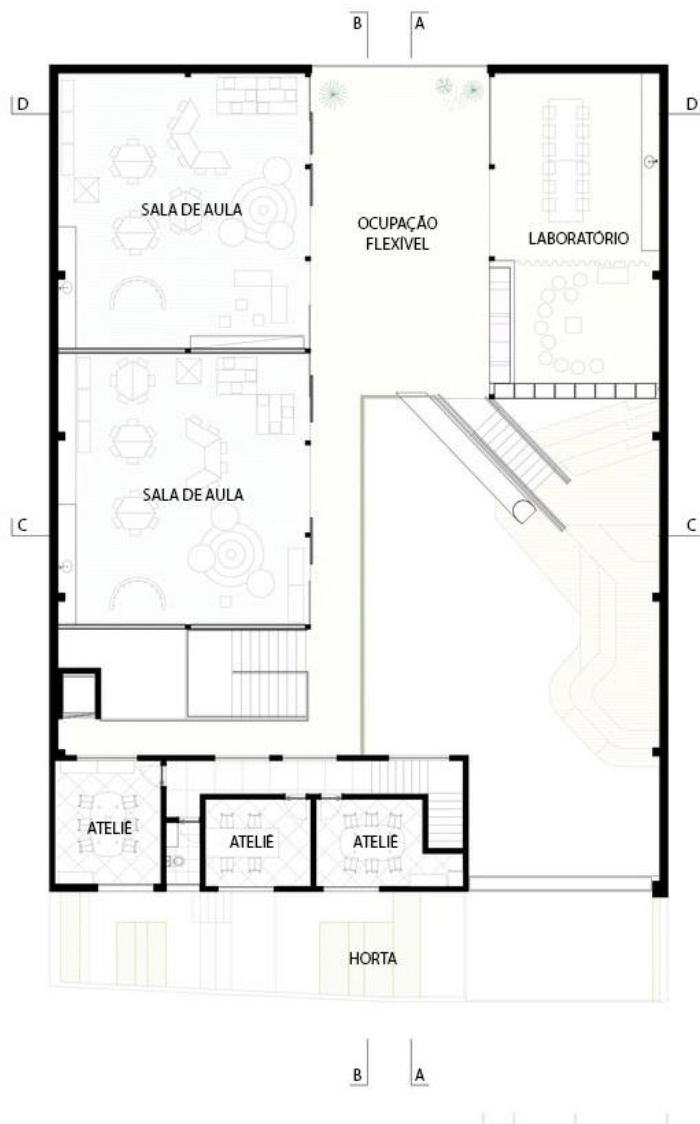 B A
D D
SALA DE AULA
OCUPAÇÃO
FLEXÍVEL
LABORATÓRIO
SALA DE AULA
C C
ATELIÊ ATELIÊ ATELIÊ
HORTA
B A